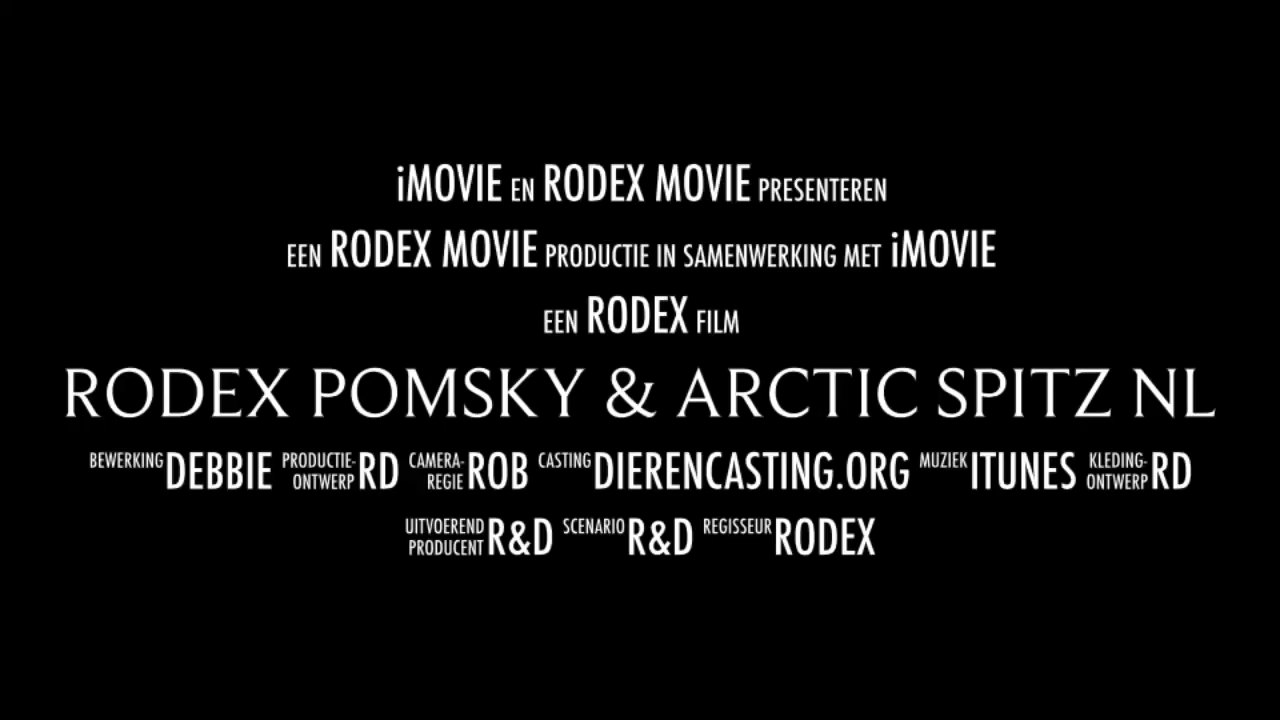 iMOVIE EN RODEX MOVIE PRESENTEREN
EEN RODEX MOVIE PRODUCTIE IN SAMENWERKING MET iMOVIE
EEN RODEX FILM
RODEX POMSKY & ARCTIC SPITZ NL
BEWERKING DEBBIE PRODUCTIE-ONTWERP RD CAMERA-REGIE ROB CASTING DIERENCASTING.ORG MUZIEK ITUNES KLEDING-ONTWERP RD
UITVOEREND PRODUCENT R&D SCENARIO R&D REGISSEUR RODEX